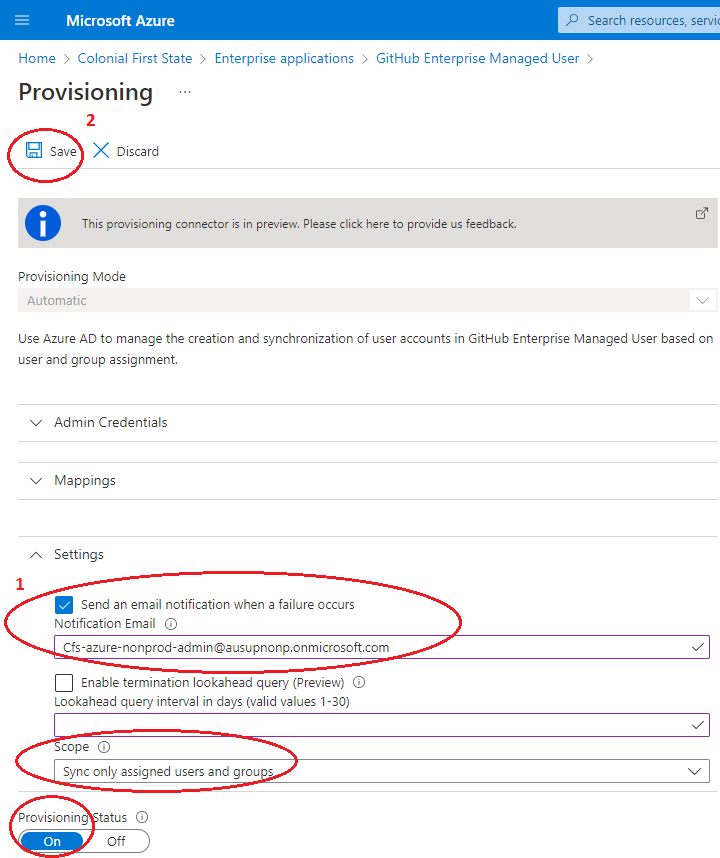 Microsoft Azure
Search resources, servic
Home > Colonial First State > Enterprise applications > GitHub Enterprise Managed User >
Provisioning ...
2
Save Discard
This provisioning connector is in preview. Please click here to provide us feedback.
Provisioning Mode
Automatic
Use Azure AD to manage the creation and synchronization of user accounts in GitHub Enterprise Managed User based on
user and group assignment.
Admin Credentials
Mappings
Settings
1
Send an email notification when a failure occurs
Notification Email
Cfs-azure-nonprod-admin@ausupnonp.onmicrosoft.com
Enable termination lookahead query (Preview)
Lookahead query interval in days (valid values 1-30)
Scope
Sync only assigned users and groups
Provisioning Status
On Off